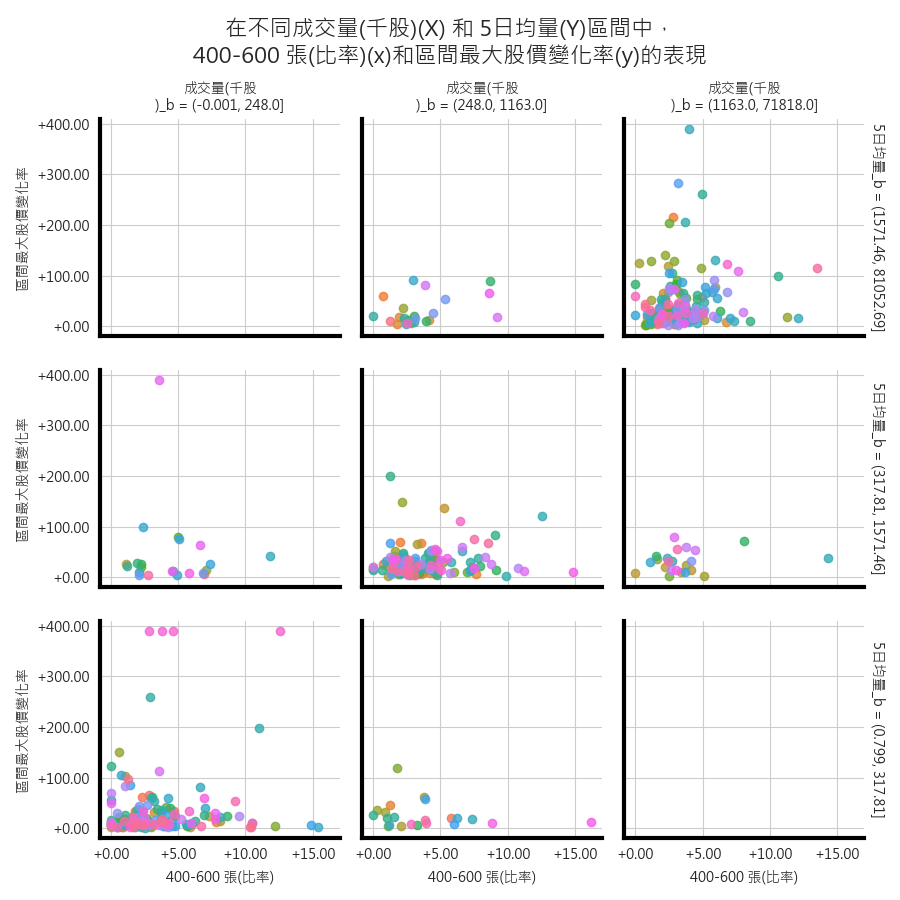 在不同成交量(千股)(X) 和 5日均量(Y)區間中，
400-600 張(比率)(x)和區間最大股價變化率(y)的表現
成交量(千股
)_b = (-0.001, 248.0]
成交量(千股
)_b = (248.0, 1163.0]
成交量(千股
)_b = (1163.0, 71818.0]
區間最大股價變化率
+400.00
+300.00
+200.00
+100.00
+0.00
5日均量_b = (1571.46, 81052.69]
區間最大股價變化率
+400.00
+300.00
+200.00
+100.00
+0.00
5日均量_b = (317.81, 1571.46]
區間最大股價變化率
+400.00
+300.00
+200.00
+100.00
+0.00
5日均量_b = (0.799, 317.81]
+0.00 +5.00 +10.00 +15.00 +0.00 +5.00 +10.00 +15.00 +0.00 +5.00 +10.00 +15.00
400-600 張(比率) 400-600 張(比率) 400-600 張(比率)